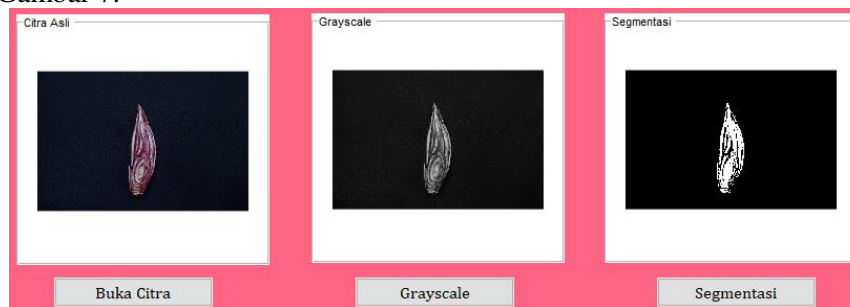 Gambar 7.
Citra Asli
Grayscale
Segmentasi
Buka Citra
Grayscale
Segmentasi